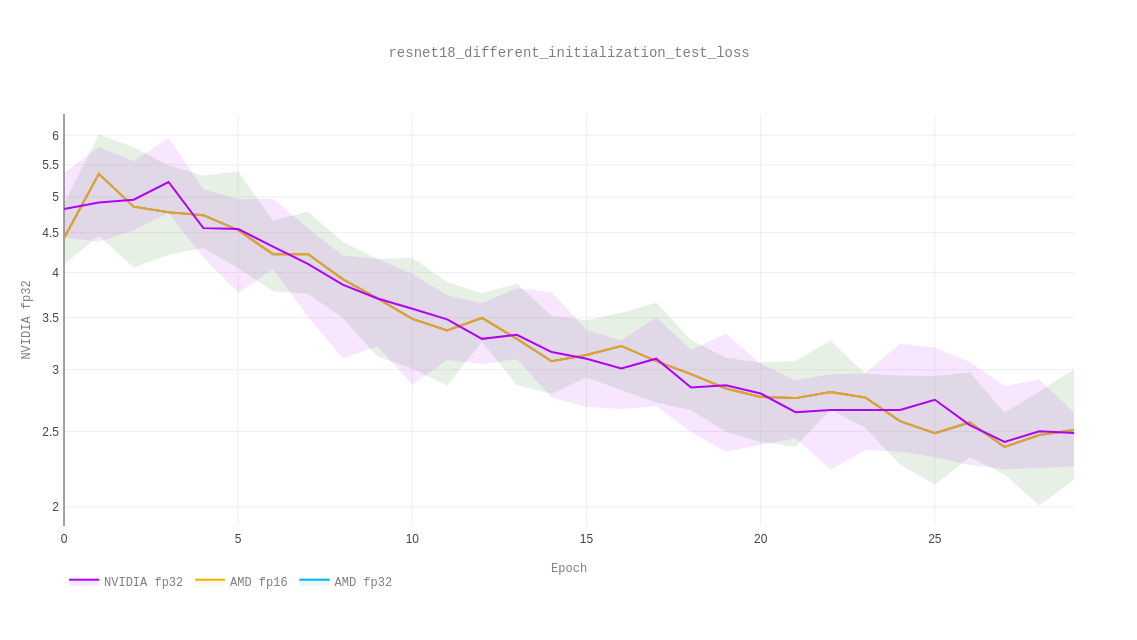 resnet18_different_initialization_test_loss
6
5.5
5
4.5
4
3.5
3
2.5
2
NVIDIA fp32
0 5 10 15 20 25
Epoch
NVIDIA fp32 AMD fp16 AMD fp32